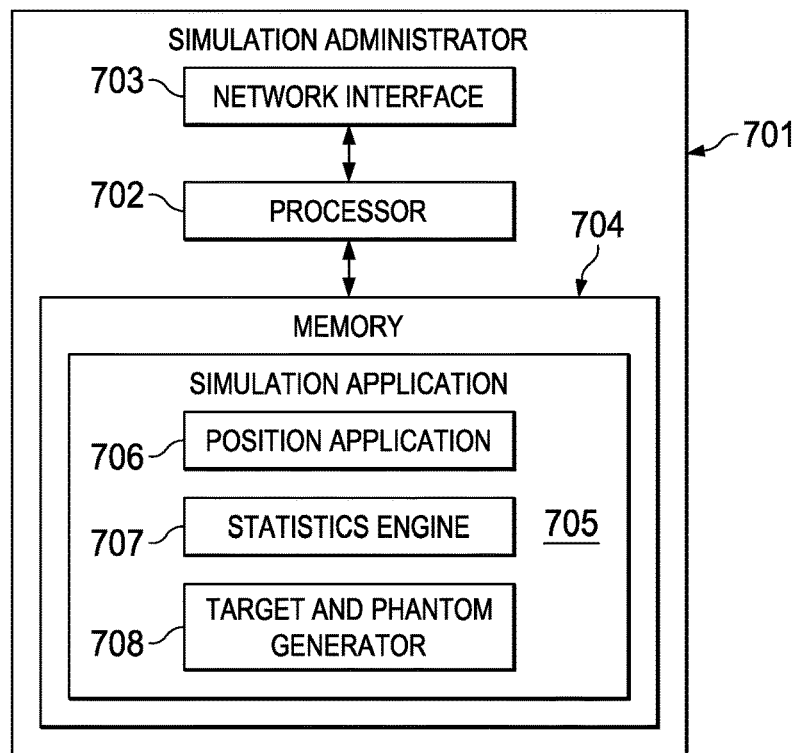 SIMULATION ADMINISTRATOR
703
NETWORK INTERFACE
701
702
PROCESSOR
704
MEMORY
SIMULATION APPLICATION
706
POSITION APPLICATION
707
STATISTICS ENGINE
705
708
TARGET AND PHANTOM
GENERATOR